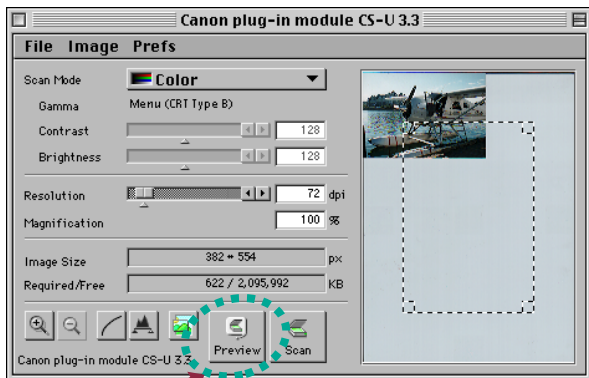 Canon plug-in module CS-U 3.3
File Image Prefs
Scan Mode Color
Gamma Menu (CRT Type B)
Contrast 128
Brightness 128
Resolution 72 dpi
Magnification 100 %
Image Size 382 * 554 px
Required/Free 622 / 2,095,992 KB
Preview Scan
Canon plug-in module CS-U 3.3